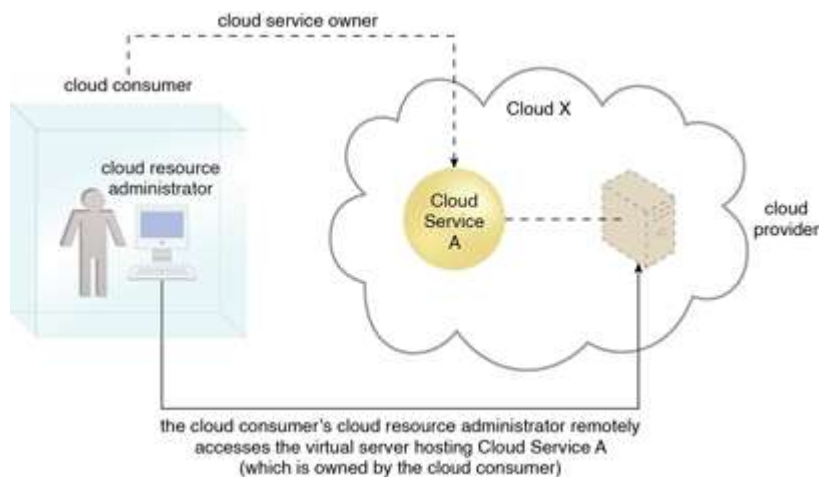 cloud service owner
cloud consumer
cloud resource
administrator
Cloud X
Cloud
Service
A
cloud
provider
the cloud consumer's cloud resource administrator remotely
accesses the virtual server hosting Cloud Service A
(which is owned by the cloud consumer)